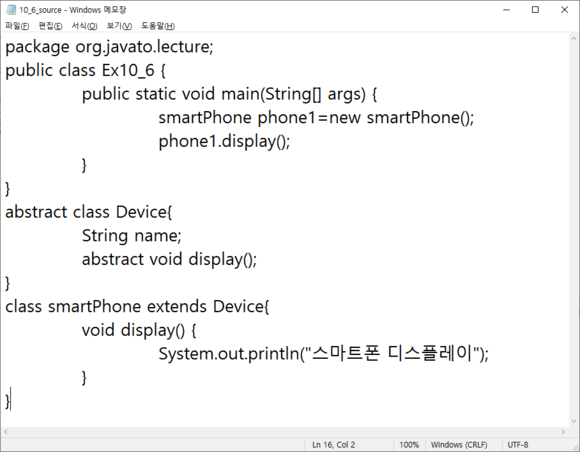 10_6_source - Windows 메모장
파일(F) 편집(E) 서식(O) 보기(V) 도움말(H)
package org.javato.lecture;
public class Ex10_6 {
public static void main(String[] args) {
smartPhone phone1=new smartPhone();
phone1.display();
}
}
abstract class Device{
String name;
abstract void display();
}
class smartPhone extends Device{
void display() {
System.out.println("스마트폰 디스플레이");
}
}
Ln 16, Col 2 100% Windows (CRLF) UTF-8